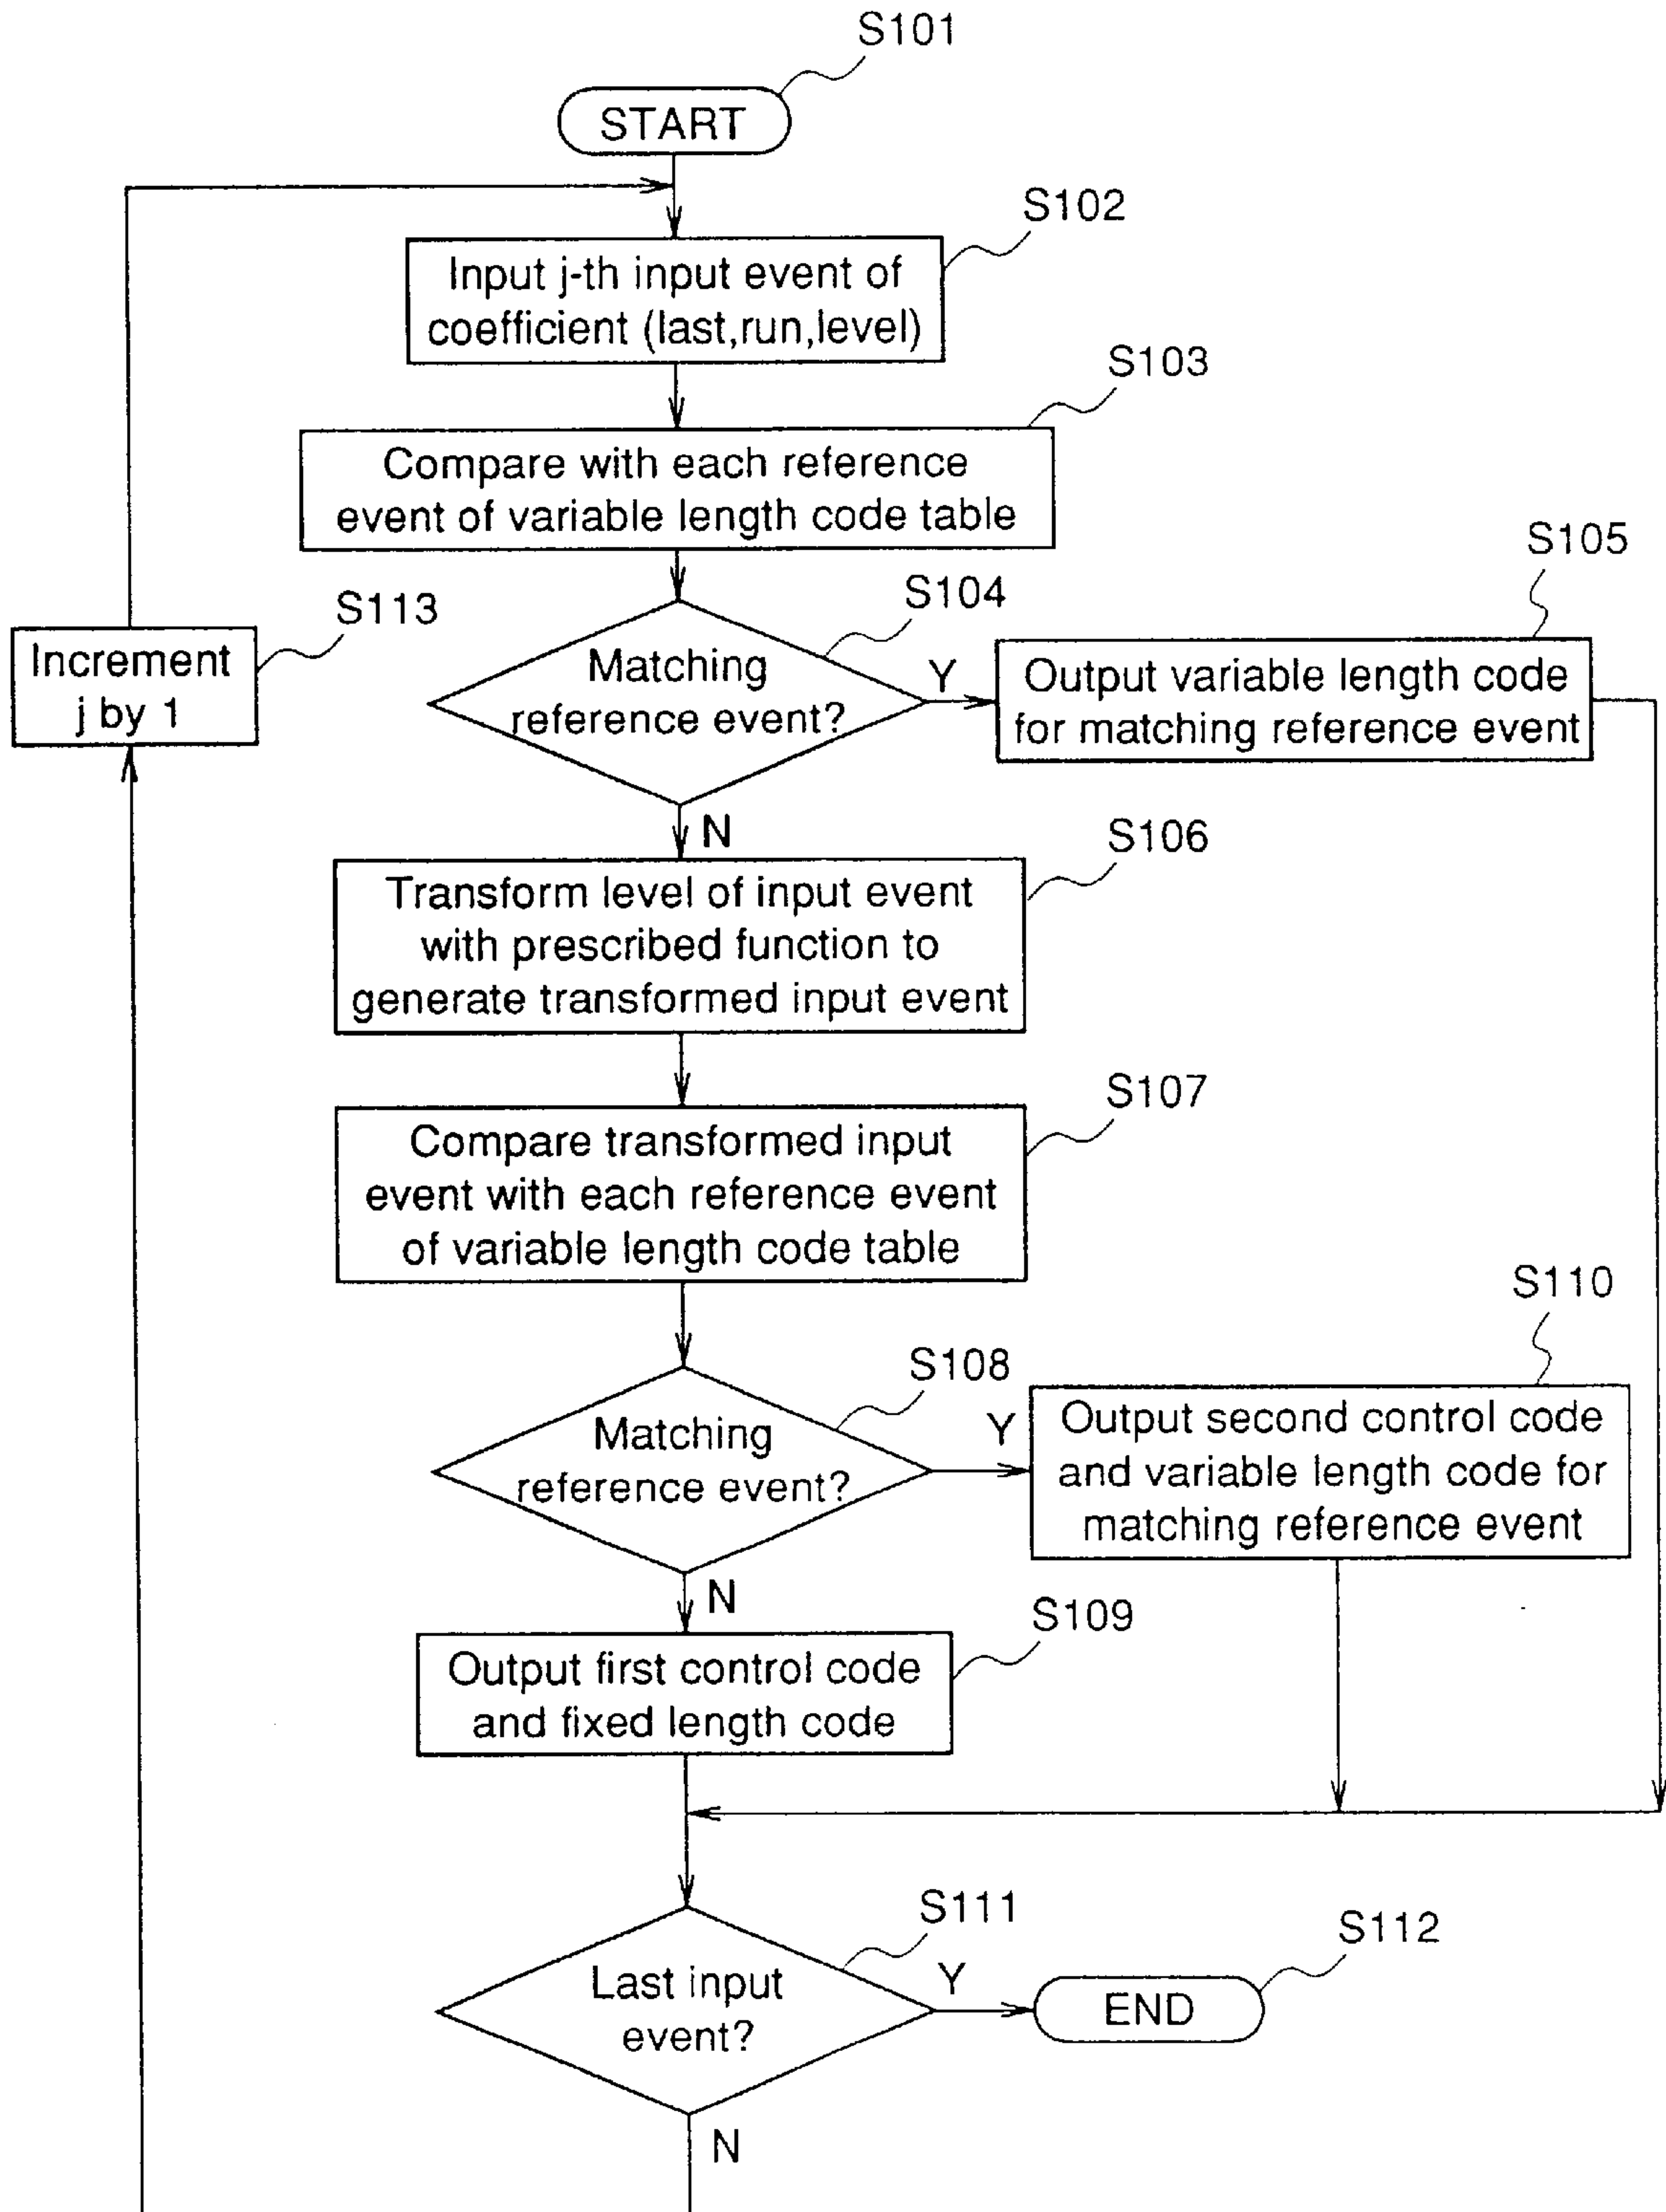 S101
START
S102
Input j-th input event of
coefficient (last,run,level)
S103
Compare with each reference
event of variable length code table
S104
Matching
reference event?
Y
S105
Output variable length code
for matching reference event
S113
Increment
j by 1
N
S106
Transform level of input event
with prescribed function to
generate transformed input event
S107
Compare transformed input
event with each reference event
of variable length code table
S108
Matching
reference event?
Y
S110
Output second control code
and variable length code for
matching reference event
N
S109
Output first control code
and fixed length code
S111
Last input
event?
Y
S112
END
N